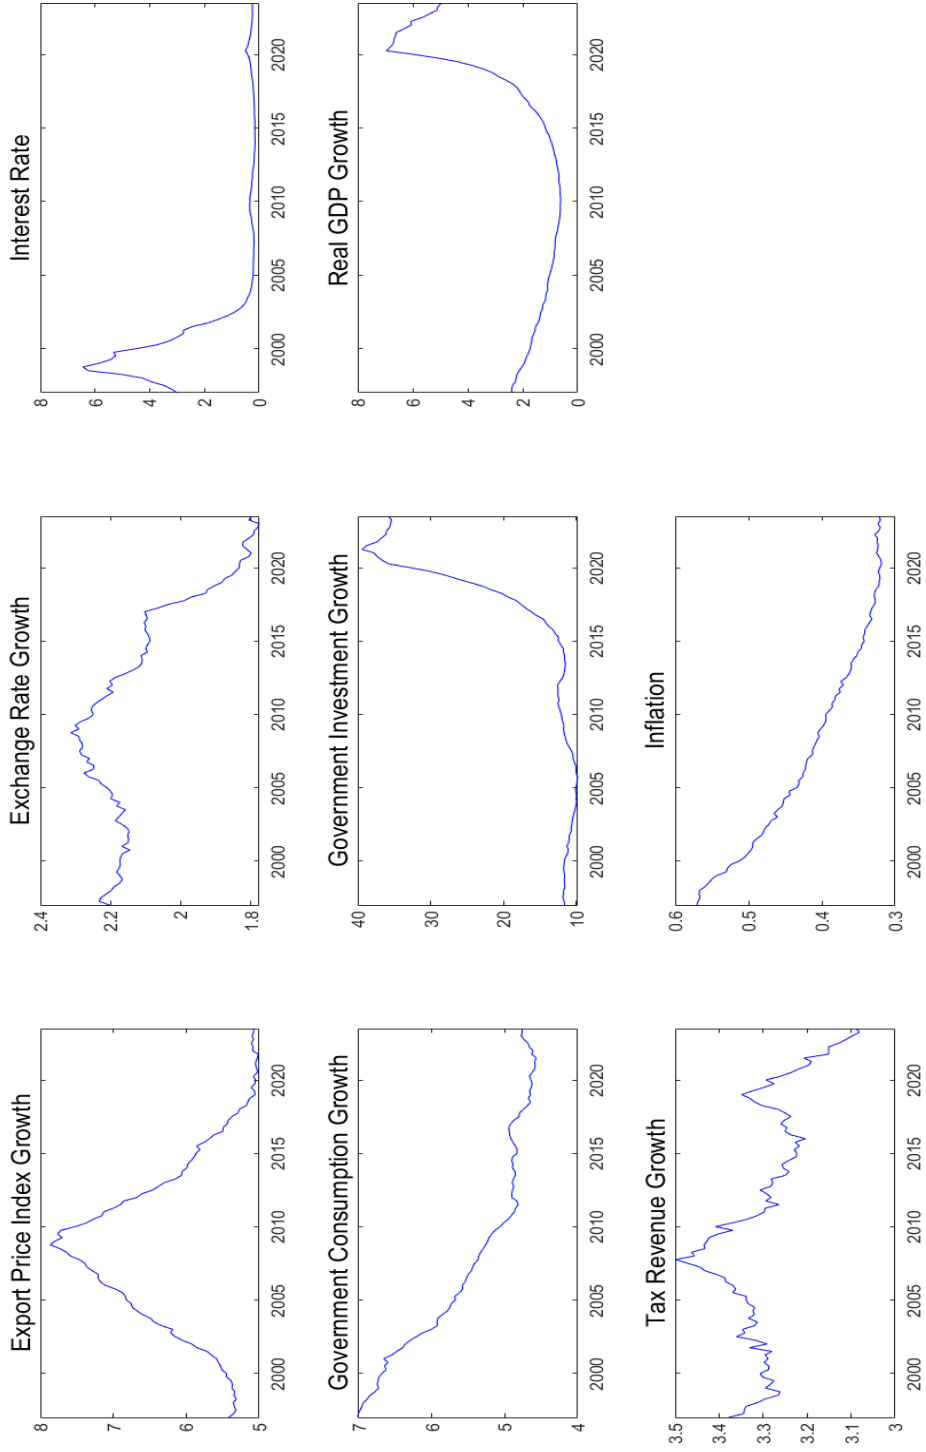 Export Price Index Growth
8
7
6
5
2000 2005 2010 2015 2020
Exchange Rate Growth
2.4
2.2
2
1.8
2000 2005 2010 2015 2020
Interest Rate
8
6
4
2
0
2000 2005 2010 2015 2020
Government Consumption Growth
7
6
5
4
2000 2005 2010 2015 2020
Government Investment Growth
40
30
20
10
2000 2005 2010 2015 2020
Real GDP Growth
8
6
4
2
0
2000 2005 2010 2015 2020
Tax Revenue Growth
3.5
3.4
3.3
3.2
3.1
3
2000 2005 2010 2015 2020
Inflation
0.6
0.5
0.4
0.3
2000 2005 2010 2015 2020